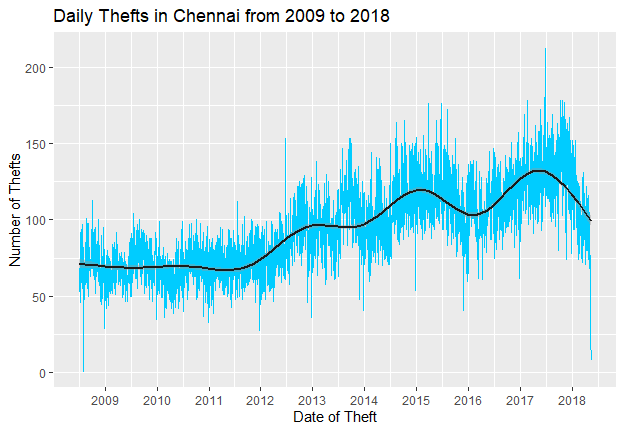 Daily Thefts in Chennai from 2009 to 2018
Number of Thefts
200
150
100
50
0
2009 2010 2011 2012 2013 2014 2015 2016 2017 2018
Date of Theft